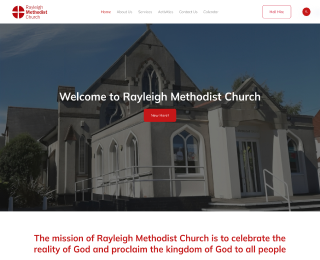 Rayleigh
Methodist
Church
Home
About Us
Services
Activities
Contact Us
Calendar
Welcome to Rayleigh Methodist Church
New Here?
The mission of Rayleigh Methodist Church is to celebrate the
reality of God and proclaim the kingdom of God to all people